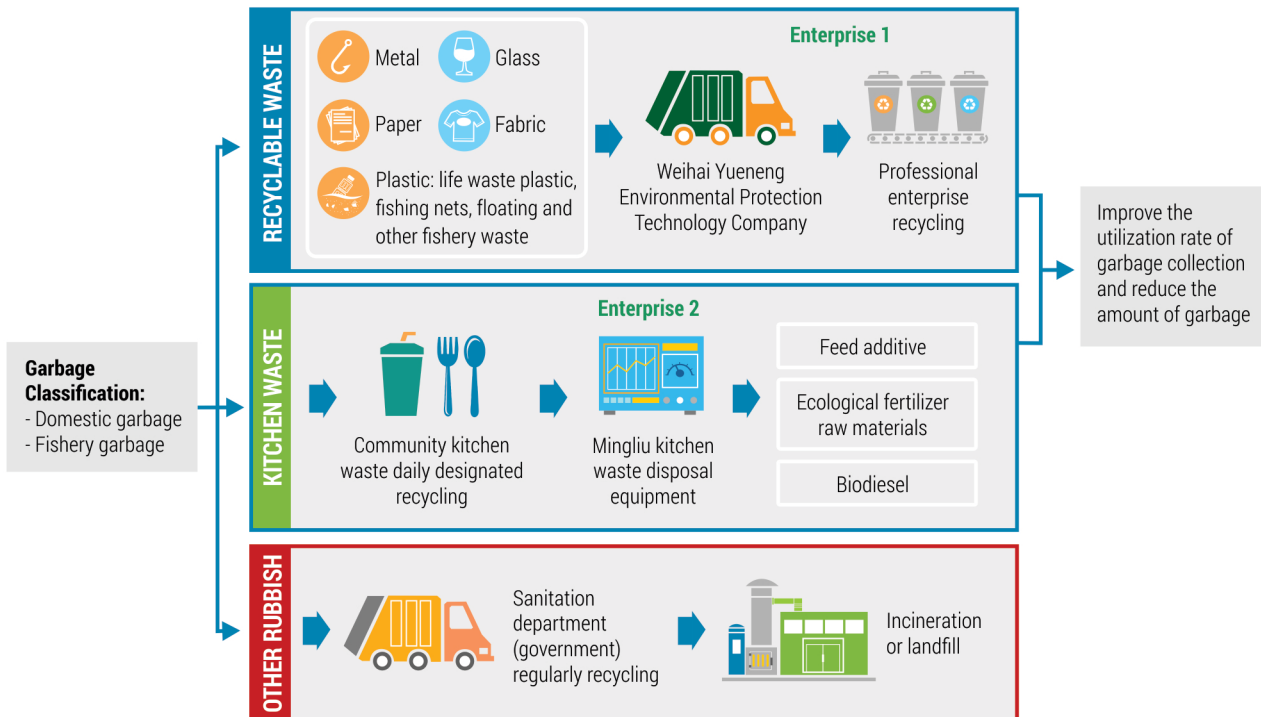 Garbage
Classification:
- Domestic garbage
- Fishery garbage
RECYCLABLE WASTE
Metal
Glass
Paper
Fabric
Plastic: life waste plastic,
fishing nets, floating and
other fishery waste
Enterprise 1
Weihai Yueneng
Environmental Protection
Technology Company
Professional
enterprise
recycling
KITCHEN WASTE
Enterprise 2
Community kitchen
waste daily designated
recycling
Mingliu kitchen
waste disposal
equipment
Feed additive
Ecological fertilizer
raw materials
Biodiesel
OTHER RUBBISH
Sanitation
department
(government)
regularly recycling
Incineration
or landfill
Improve the
utilization rate of
garbage collection
and reduce the
amount of garbage